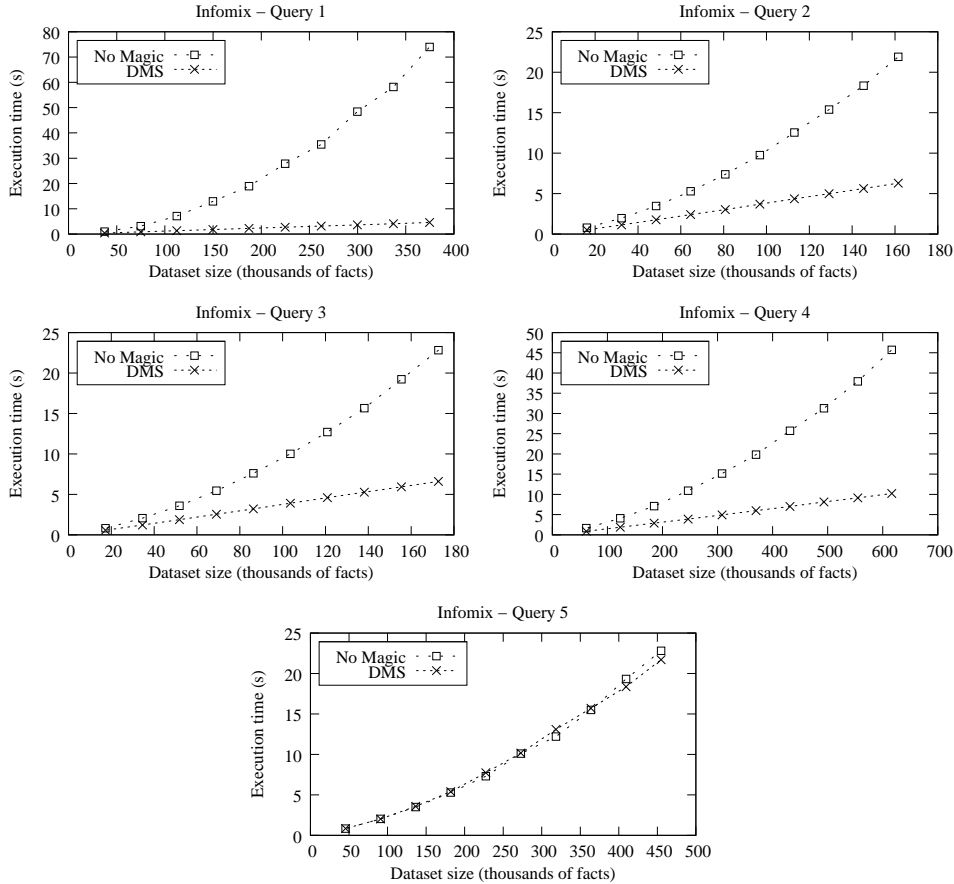 Infomix – Query 1
Execution time (s)
80
70
60
50
40
30
20
10
0
No Magic
DMS
0 50 100 150 200 250 300 350 400
Dataset size (thousands of facts)
Infomix – Query 2
Execution time (s)
25
20
15
10
5
0
No Magic
DMS
0 20 40 60 80 100 120 140 160 180
Dataset size (thousands of facts)
Infomix – Query 3
Execution time (s)
25
20
15
10
5
0
No Magic
DMS
0 20 40 60 80 100 120 140 160 180
Dataset size (thousands of facts)
Infomix – Query 4
Execution time (s)
50
45
40
35
30
25
20
15
10
5
0
No Magic
DMS
0 100 200 300 400 500 600 700
Dataset size (thousands of facts)
Infomix – Query 5
Execution time (s)
25
20
15
10
5
0
No Magic
DMS
0 50 100 150 200 250 300 350 400 450 500
Dataset size (thousands of facts)